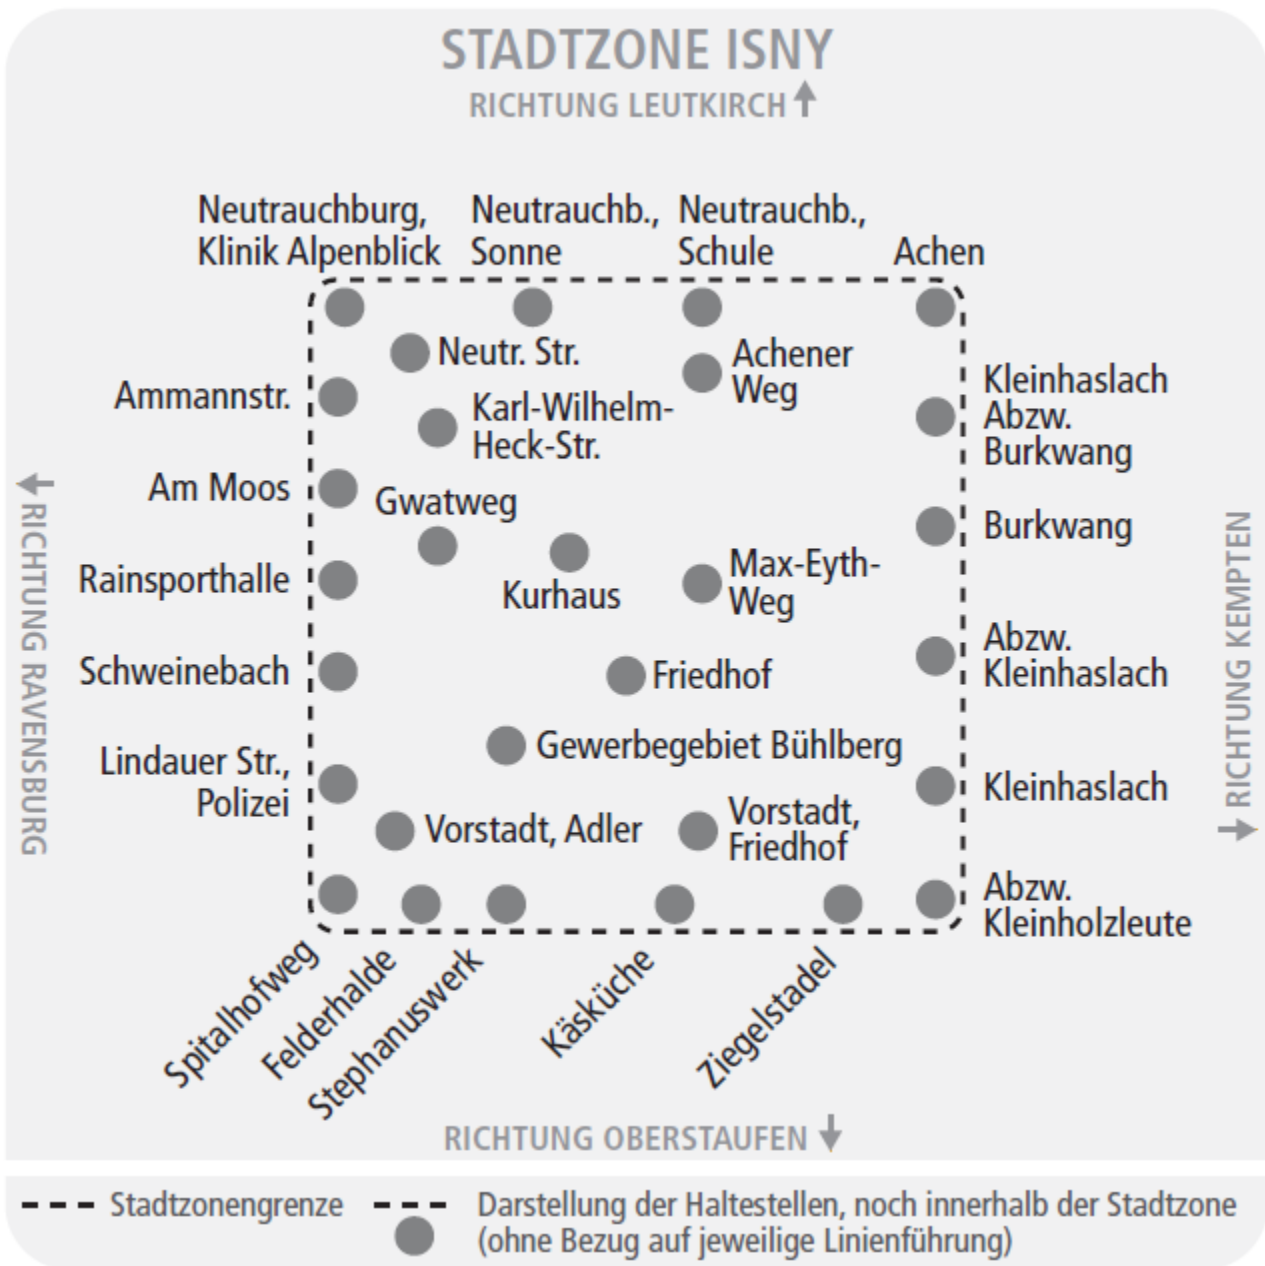 STADTZONE ISNY
RICHTUNG LEUTKIRCH
Neutrauchburg,
Klinik Alpenblick
Neutrauchb.,
Sonne
Neutrauchb.,
Schule
Achen
Neutr. Str.
Achener
Weg
Ammannstr.
Karl-Wilhelm-
Heck-Str.
Kleinhaslach
Abzw.
Burkwang
Am Moos
Gwatweg
Burkwang
Rainsporthalle
Kurhaus
Max-Eyth-
Weg
Schweinebach
Friedhof
Abzw.
Kleinhaslach
Gewerbegebiet Bühlberg
Lindauer Str.,
Polizei
Kleinhaslach
Vorstadt, Adler
Vorstadt,
Friedhof
Abzw.
Kleinholzleute
Spitalhofweg
Felderhalde
Stephanuswerk
Käsküche
Ziegelstadel
RICHTUNG RAVENSBURG
RICHTUNG KEMPTEN
RICHTUNG OBERSTAUFEN
Stadtzonengrenze
Darstellung der Haltestellen, noch innerhalb der Stadtzone
(ohne Bezug auf jeweilige Linienführung)